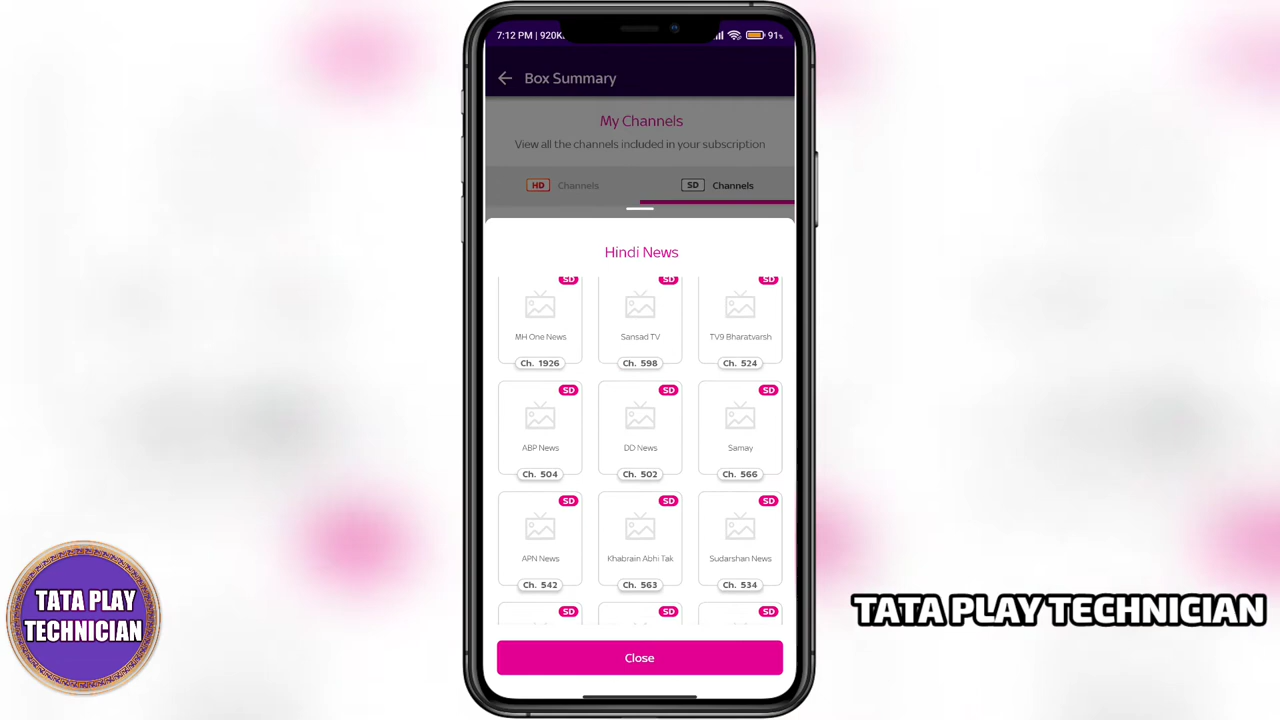 7:12 PM | 920K
91%
Box Summary
My Channels
View all the channels included in your subscription
HD Channels
SD Channels
Hindi News
SD SD SD
MH One News Sansad TV TV9 Bharatvarsh
Ch. 1926 Ch. 598 Ch. 524
SD SD SD
ABP News DD News Samay
Ch. 504 Ch. 502 Ch. 566
SD SD SD
APN News Khabrain Abhi Tak Sudarshan News
Ch. 542 Ch. 563 Ch. 534
SD SD SD
Close
TATA PLAY
TECHNICIAN
TATA PLAY TECHNICIAN